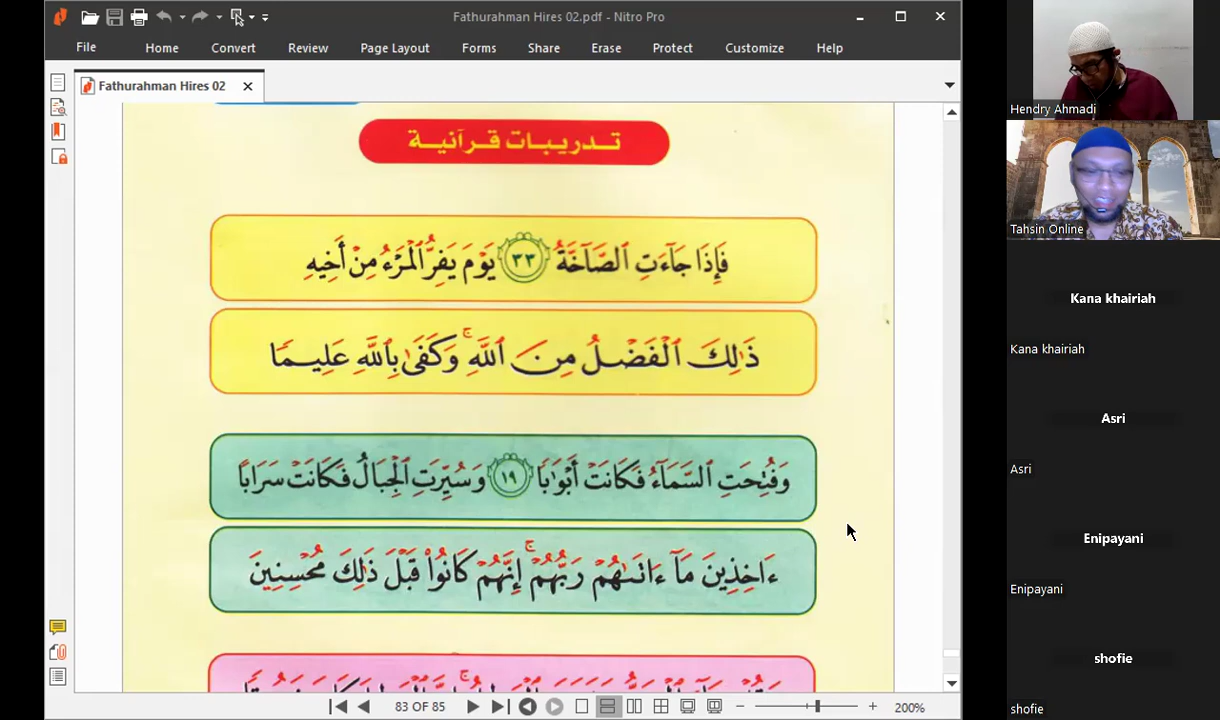 Fathurahman Hires 02.pdf - Nitro Pro
File Home Convert Review Page Layout Forms Share Erase Protect Customize Help
Fathurahman Hires 02
تدريبات قرآنية
فَإِذَا جَآءَتِ ٱلصَّآخَّةُ ٣٣ يَوْمَ يَفِرُّ ٱلْمَرْءُ مِنْ أَخِيهِ
ذَٰلِكَ ٱلْفَضْلُ مِنَ ٱللَّهِ ۚ وَكَفَىٰ بِٱللَّهِ عَلِيمًا
وَفُتِحَتِ ٱلسَّمَآءُ فَكَانَتْ أَبْوَٰبًا ١٩ وَسُيِّرَتِ ٱلْجِبَالُ فَكَانَتْ سَرَابًا
ءَاخِذِينَ مَآ ءَاتَىٰهُمْ رَبُّهُمْ ۚ إِنَّهُمْ كَانُوا۟ قَبْلَ ذَٰلِكَ مُحْسِنِينَ
83 OF 85
200%
Hendry Ahmadi
Tahsin Online
Kana khairiah
Kana khairiah
Asri
Asri
Enipayani
Enipayani
shofie
shofie